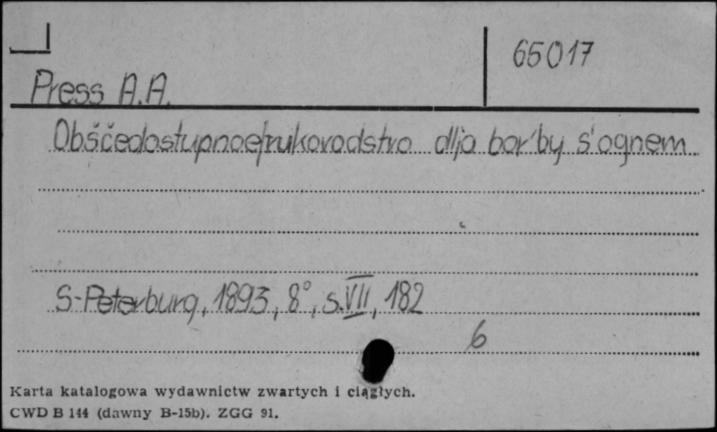 65017
Press A.A.
Obščedostupnoe rukovodstvo dlja bor'by s'ognem
S-Peterburg, 1893, 8°, s. VII, 182
6
Karta katalogowa wydawnictw zwartych i ciągłych.
CWD B 144 (dawny B-15b). ZGG 91.